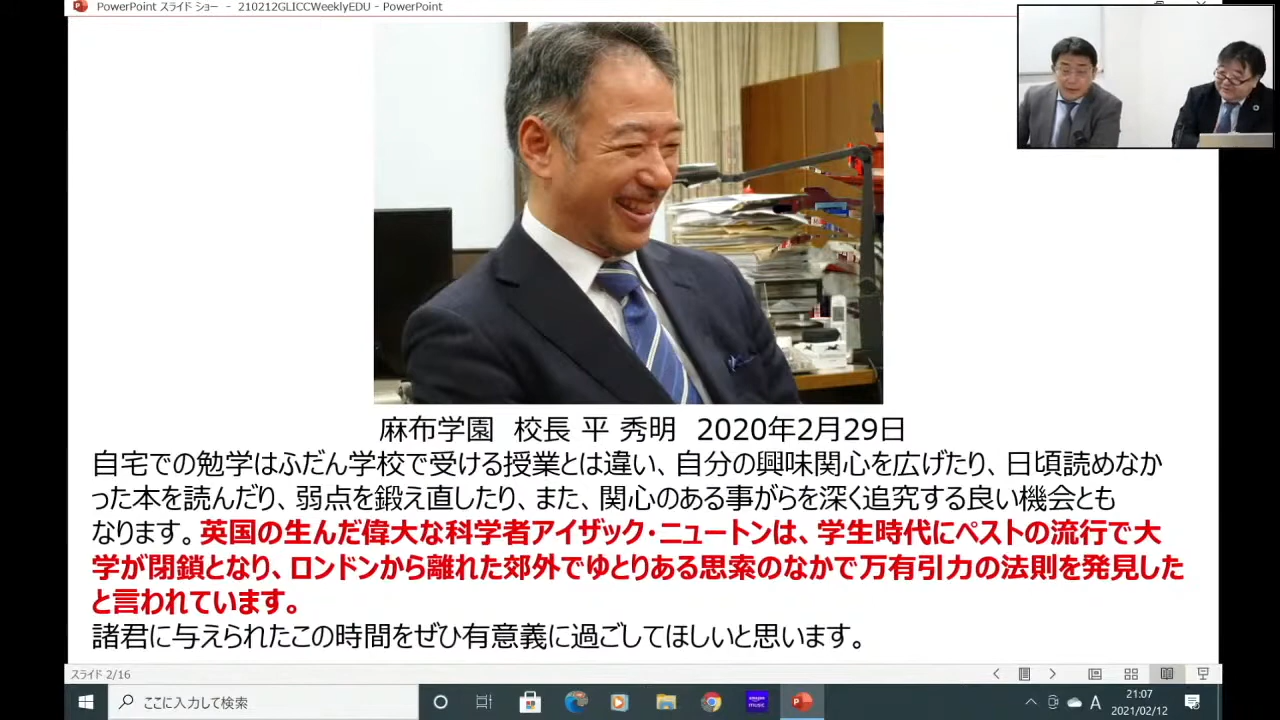 PowerPoint スライド ショー - 210212GLICCWeeklyEDU - PowerPoint
麻布学園 校長 平 秀明 2020年2月29日
自宅での勉学はふだん学校で受ける授業とは違い、自分の興味関心を広げたり、日頃読めなか
った本を読んだり、弱点を鍛え直したり、また、関心のある事がらを深く追究する良い機会とも
なります。英国の生んだ偉大な科学者アイザック・ニュートンは、学生時代にペストの流行で大
学が閉鎖となり、ロンドンから離れた郊外でゆとりある思索のなかで万有引力の法則を発見した
と言われています。
諸君に与えられたこの時間をぜひ有意義に過ごしてほしいと思います。
スライド 2/16
ここに入力して検索
amazon music
A
21:07
2021/02/12